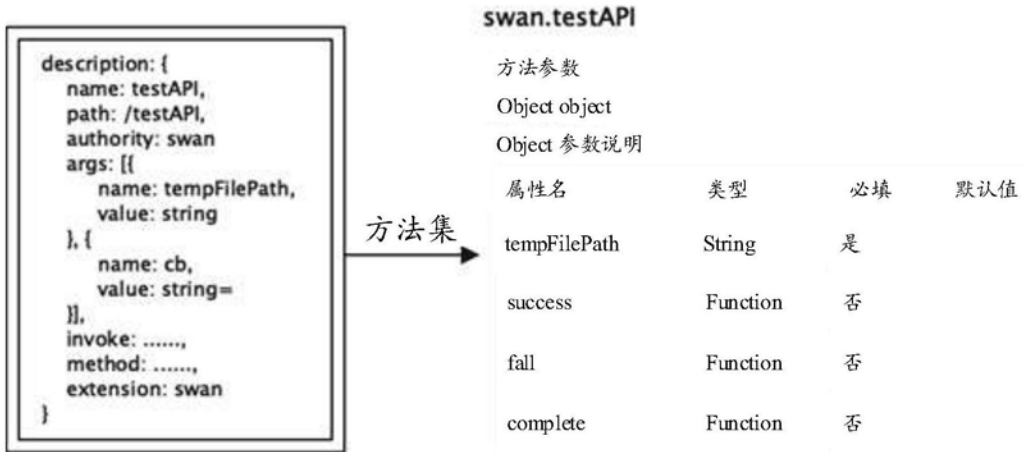 description: {
name: testAPI,
path: /testAPI,
authority: swan
args: [{
name: tempFilePath,
value: string
}, {
name: cb,
value: string=
}],
invoke: ......,
method: ......,
extension: swan
}
方法集
swan.testAPI
方法参数
Object object
Object 参数说明
属性名 类型 必填 默认值
tempFilePath String 是
success Function 否
fall Function 否
complete Function 否